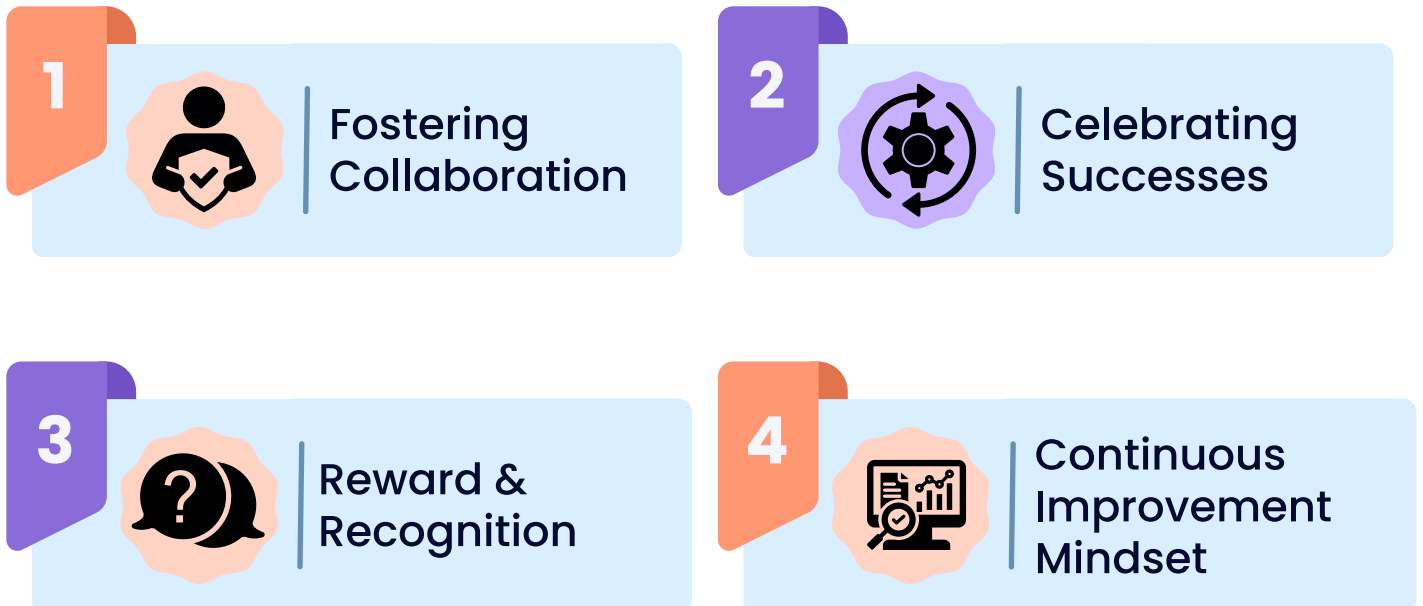 1
Fostering
Collaboration
2
Celebrating
Successes
3
?
Reward &
Recognition
4
Continuous
Improvement
Mindset